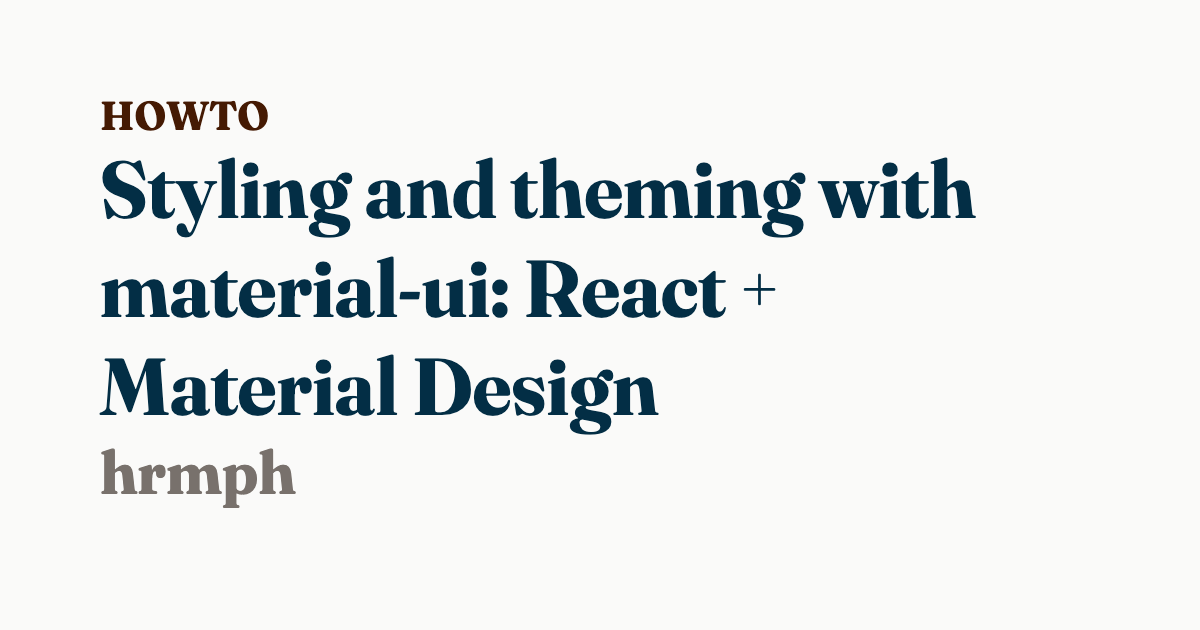 HOWTO
Styling and theming with
material-ui: React +
Material Design
hrmph